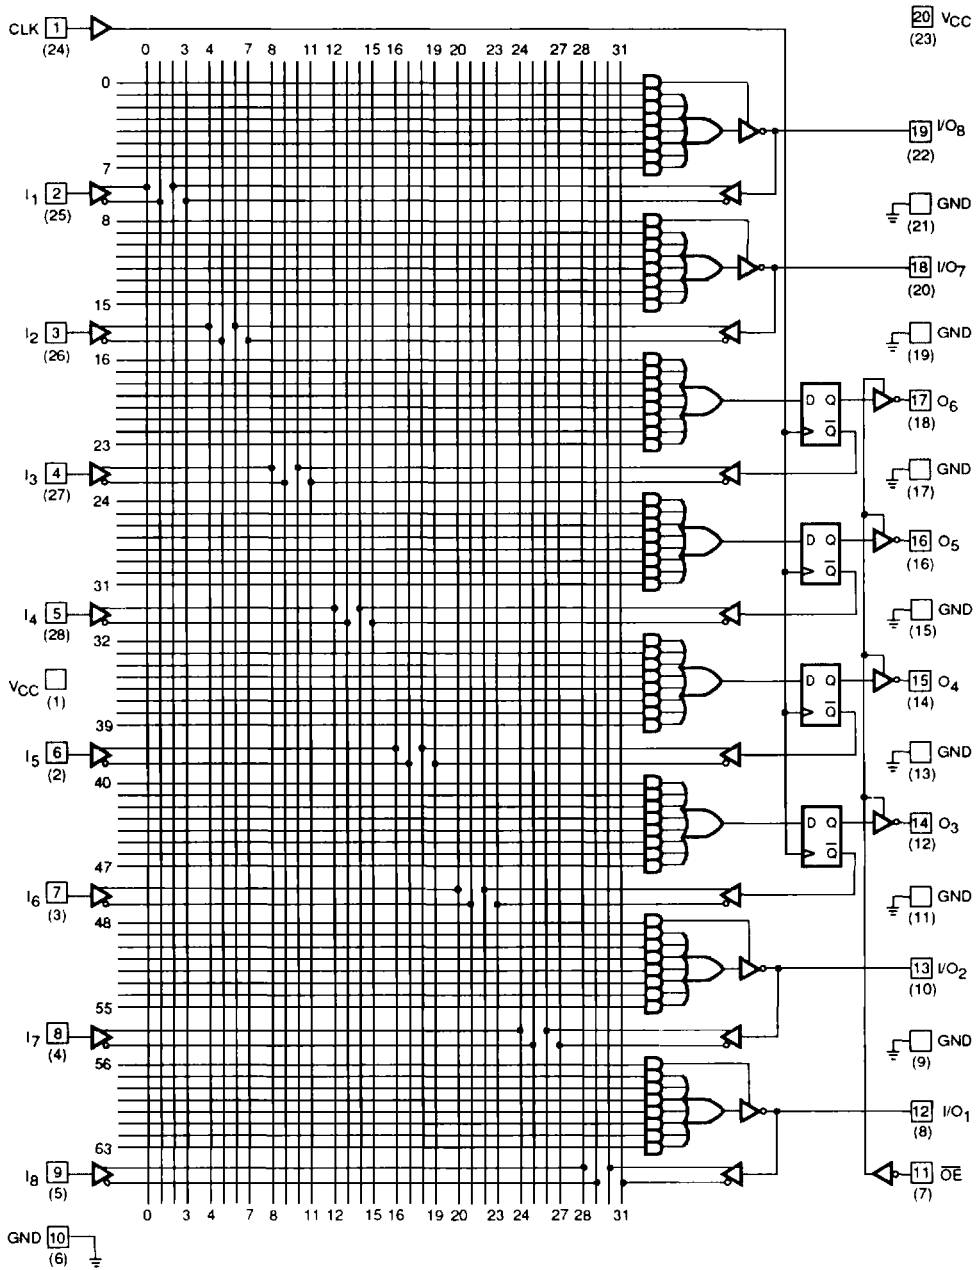 CLK 1 (24)
20 VCC (23)
0 3 4 7 8 11 12 15 16 19 20 23 24 27 28 31
0
19 I/O8 (22)
7
I1 2 (25)
GND (21)
8
18 I/O7 (20)
15
I2 3 (26)
GND (19)
16
D Q Q̅
17 O6 (18)
23
I3 4 (27)
GND (17)
24
D Q Q̅
16 O5 (16)
31
I4 5 (28)
GND (15)
32
VCC (1)
D Q Q̅
15 O4 (14)
39
I5 6 (2)
GND (13)
40
D Q Q̅
14 O3 (12)
47
I6 7 (3)
GND (11)
48
13 I/O2 (10)
55
I7 8 (4)
GND (9)
56
12 I/O1 (8)
63
I8 9 (5)
11 O̅E̅ (7)
0 3 4 7 8 11 12 15 16 19 20 23 24 27 28 31
GND 10 (6)